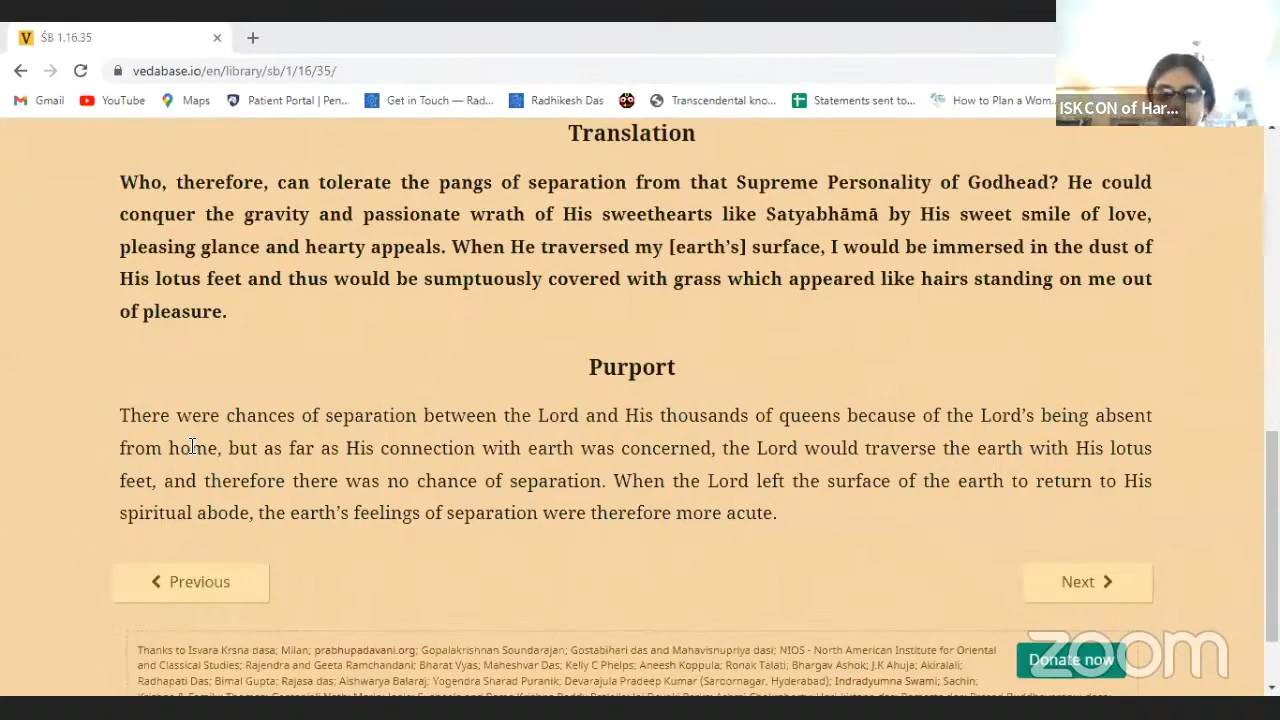 ŚB 1.16.35
vedabase.io/en/library/sb/1/16/35/
Gmail YouTube Maps Patient Portal | Pen... Get in Touch — Rad... Radhikesh Das Transcendental kno... Statements sent to... How to Plan a Wom...
ISKCON of Har...
Translation
Who, therefore, can tolerate the pangs of separation from that Supreme Personality of Godhead? He could
conquer the gravity and passionate wrath of His sweethearts like Satyabhāmā by His sweet smile of love,
pleasing glance and hearty appeals. When He traversed my [earth's] surface, I would be immersed in the dust of
His lotus feet and thus would be sumptuously covered with grass which appeared like hairs standing on me out
of pleasure.
Purport
There were chances of separation between the Lord and His thousands of queens because of the Lord's being absent
from home, but as far as His connection with earth was concerned, the Lord would traverse the earth with His lotus
feet, and therefore there was no chance of separation. When the Lord left the surface of the earth to return to His
spiritual abode, the earth's feelings of separation were therefore more acute.
Previous Next
Thanks to Isvara Krsna dasa; Milan; prabhupadavani.org; Gopalakrishnan Soundarajan; Gostabihari das and Mahavisnupriya dasi; NIOS - North American Institute for Oriental
and Classical Studies; Rajendra and Geeta Ramchandani; Bharat Vyas; Maheshvar Das; Kelly C Phelps; Aneesh Koppula; Ronak Talati; Bhargav Ashok; J.K Ahuja; Akiralali;
Radhapati Das; Bimal Gupta; Rajasa das; Aishwarya Balaraj; Yogendra Sharad Puranik; Devarajula Pradeep Kumar (Saroornagar, Hyderabad); Indradyumna Swami; Sachin,
Donate now
zoom